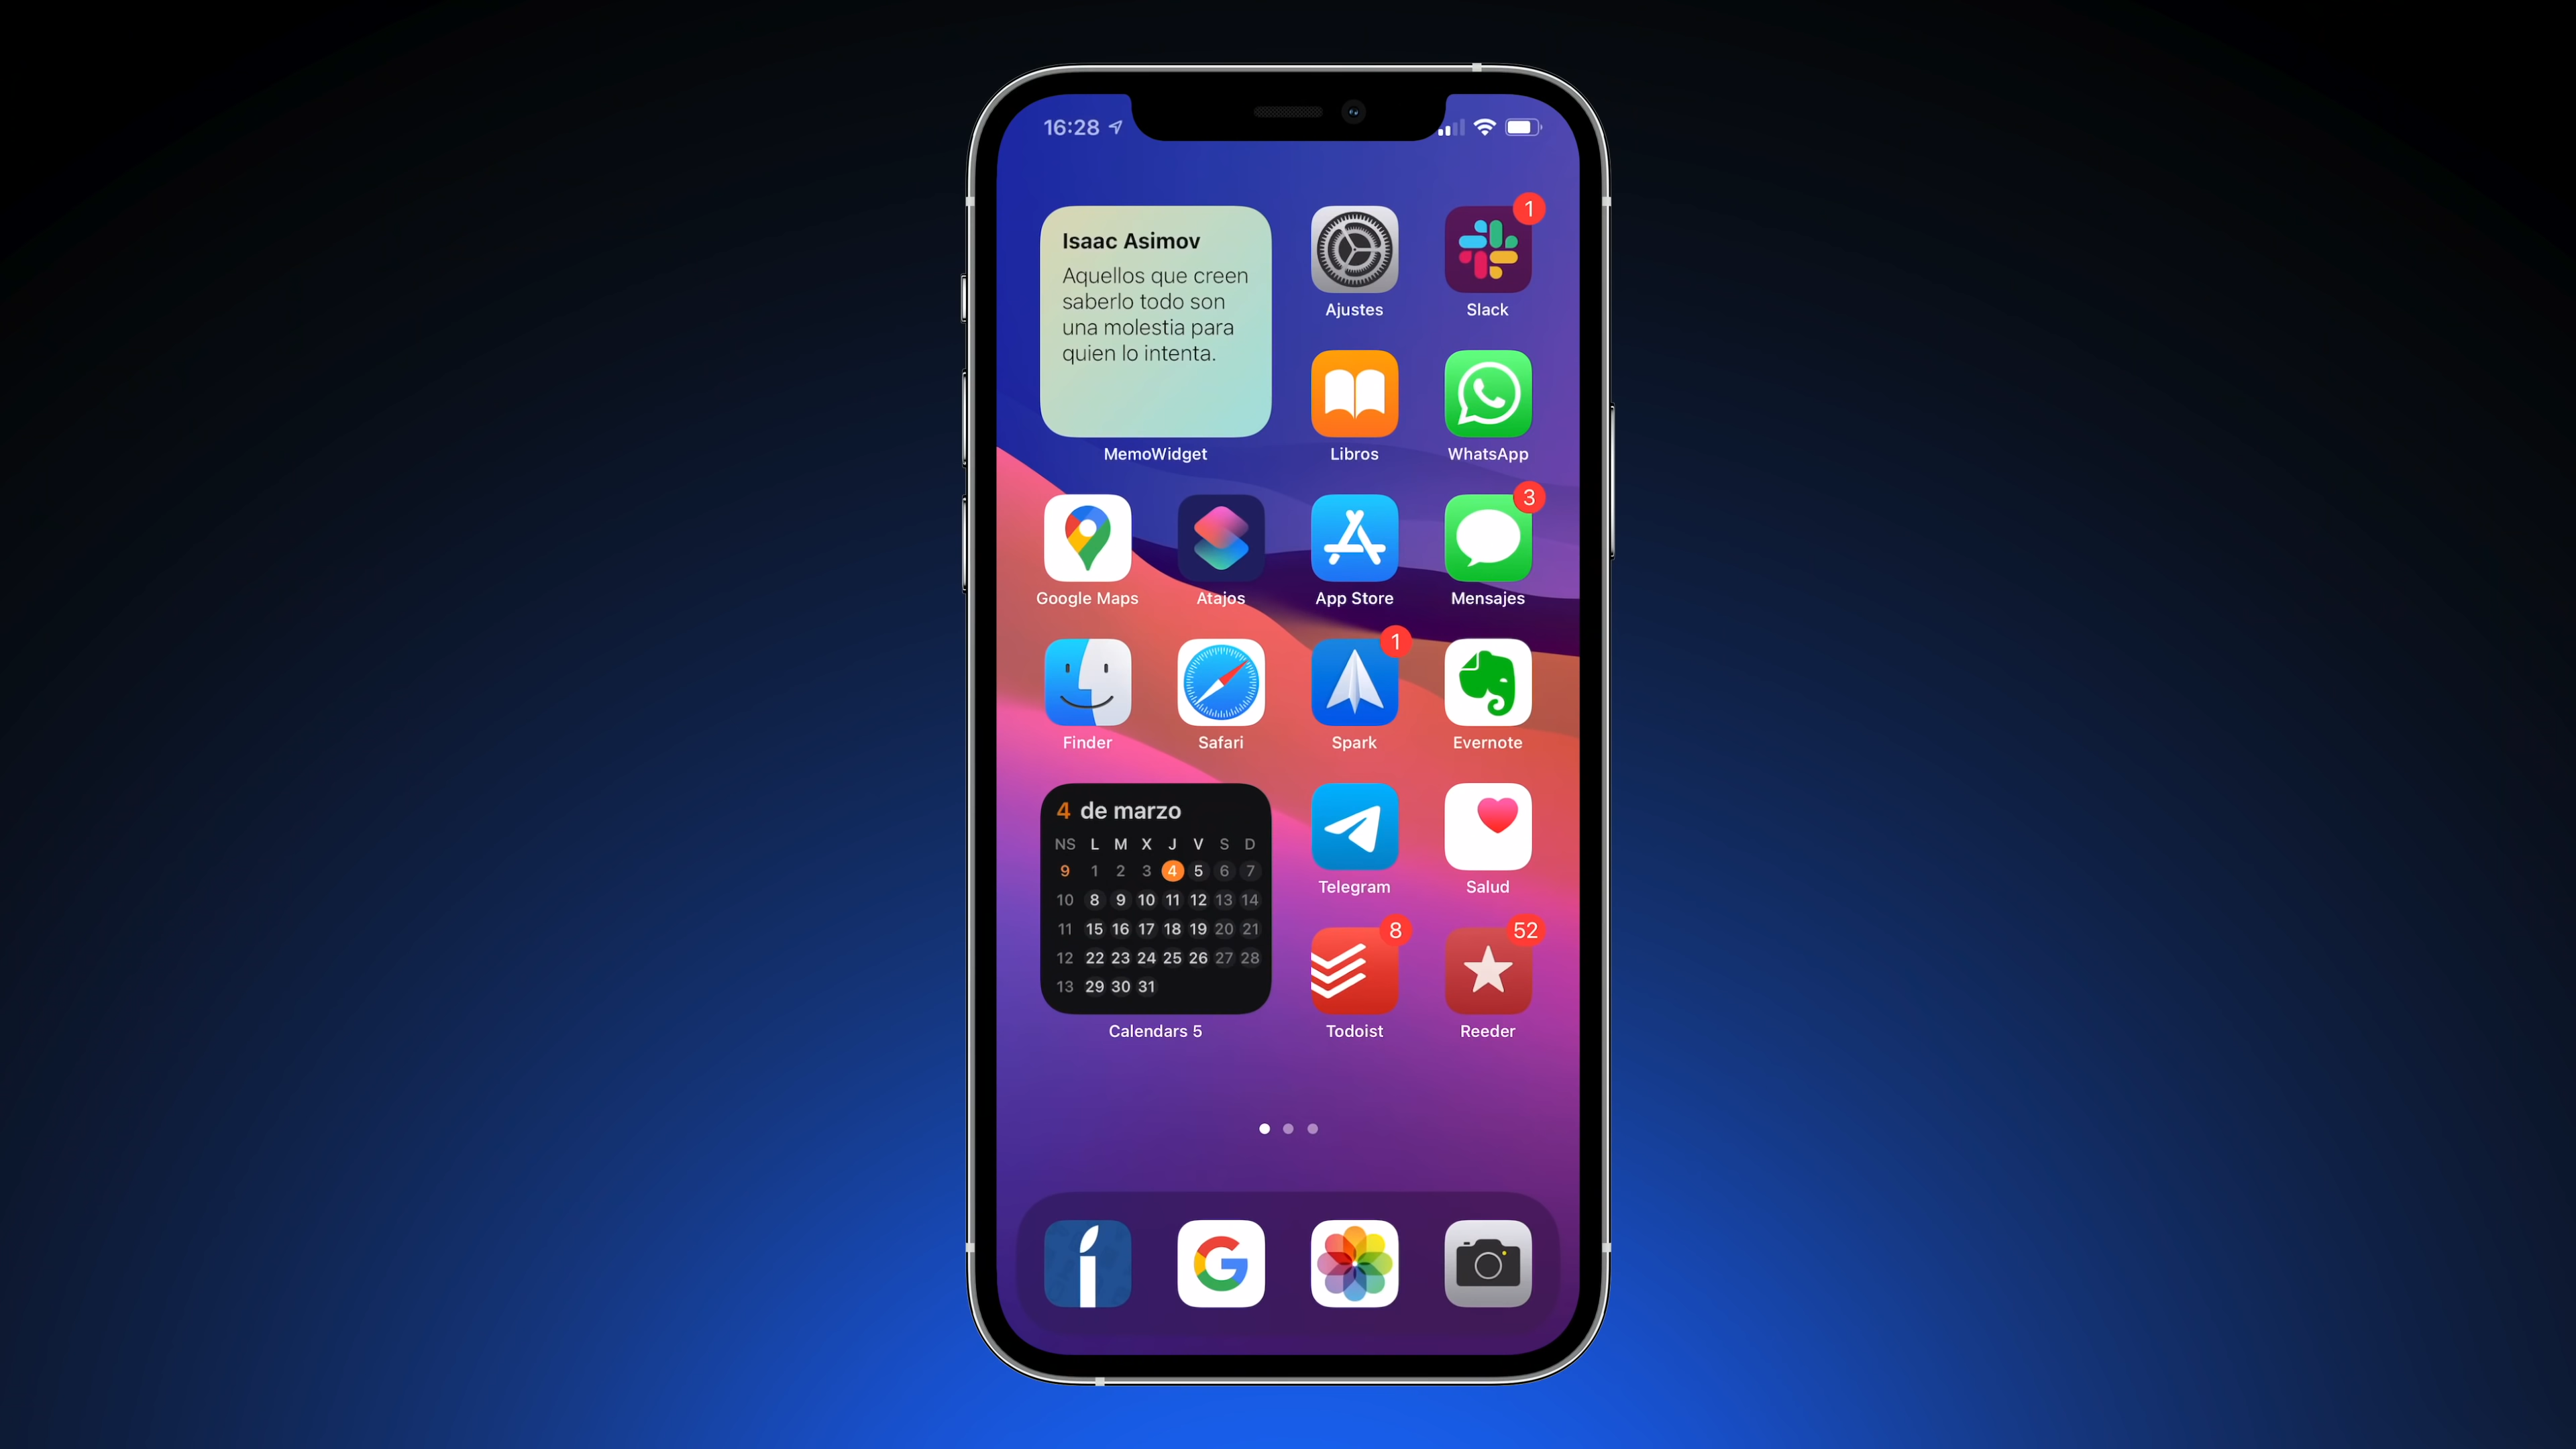 16:28
Isaac Asimov
Aquellos que creen
saberlo todo son
una molestia para
quien lo intenta.
MemoWidget
Ajustes
1
Slack
Libros
WhatsApp
Google Maps
Atajos
App Store
3
Mensajes
Finder
Safari
1
Spark
Evernote
4 de marzo
NS L M X J V S D
9 1 2 3 4 5 6 7
10 8 9 10 11 12 13 14
11 15 16 17 18 19 20 21
12 22 23 24 25 26 27 28
13 29 30 31
Calendars 5
Telegram
Salud
8
Todoist
52
Reeder